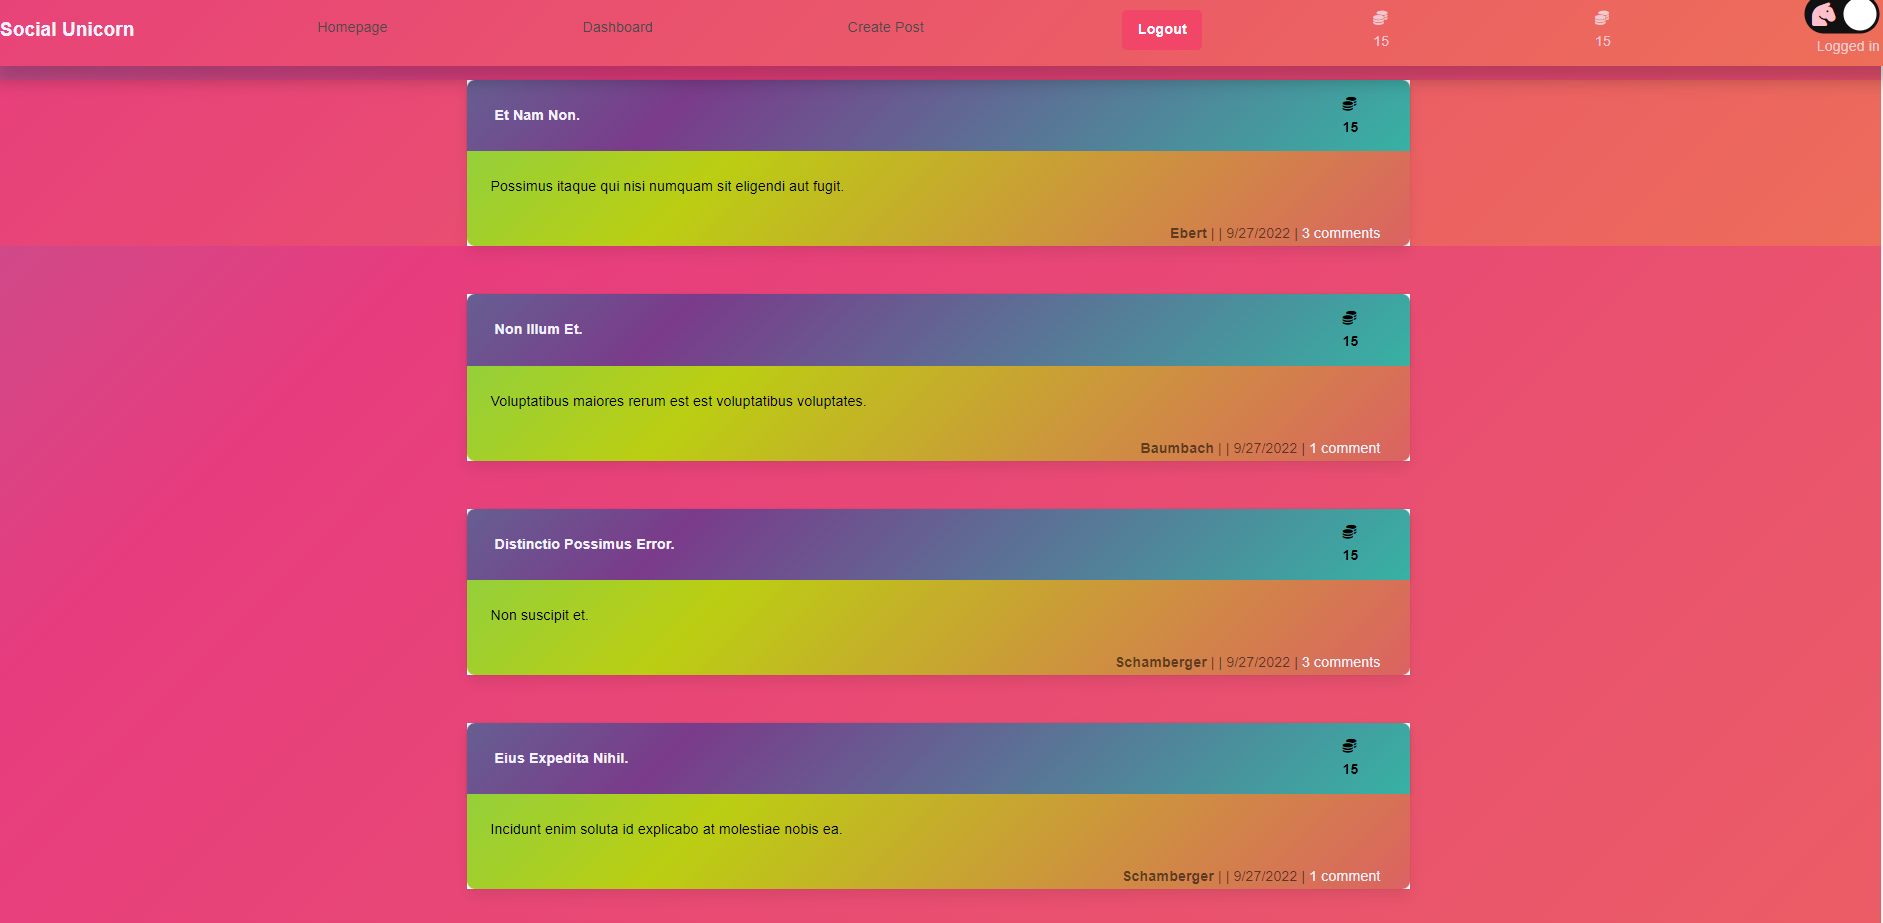 Social Unicorn Homepage Dashboard Create Post Logout 15 15 Logged in
Et Nam Non. 15
Possimus itaque qui nisi numquam sit eligendi aut fugit.
Ebert | | 9/27/2022 | 3 comments
Non Illum Et. 15
Voluptatibus maiores rerum est est voluptatibus voluptates.
Baumbach | | 9/27/2022 | 1 comment
Distinctio Possimus Error. 15
Non suscipit et.
Schamberger | | 9/27/2022 | 3 comments
Eius Expedita Nihil. 15
Incidunt enim soluta id explicabo at molestiae nobis ea.
Schamberger | | 9/27/2022 | 1 comment